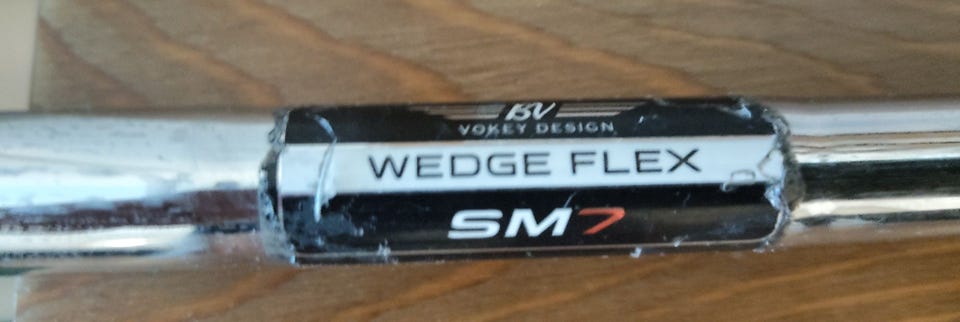 BV
VOKEY DESIGN
WEDGE FLEX
SM7